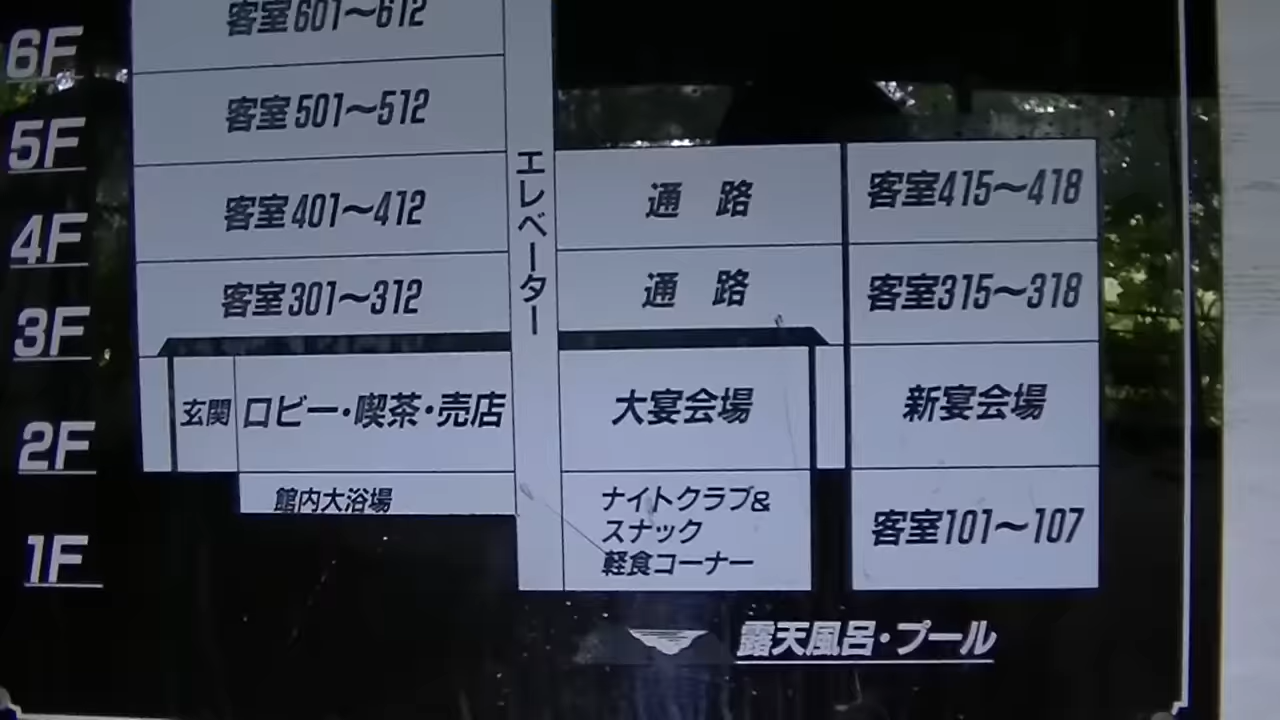 6F
客室601～612
5F
客室501～512
4F
客室401～412
通路
客室415～418
3F
客室301～312
通路
客室315～318
エレベーター
2F
玄関
ロビー・喫茶・売店
大宴会場
新宴会場
1F
館内大浴場
ナイトクラブ&
スナック
軽食コーナー
客室101～107
露天風呂・プール